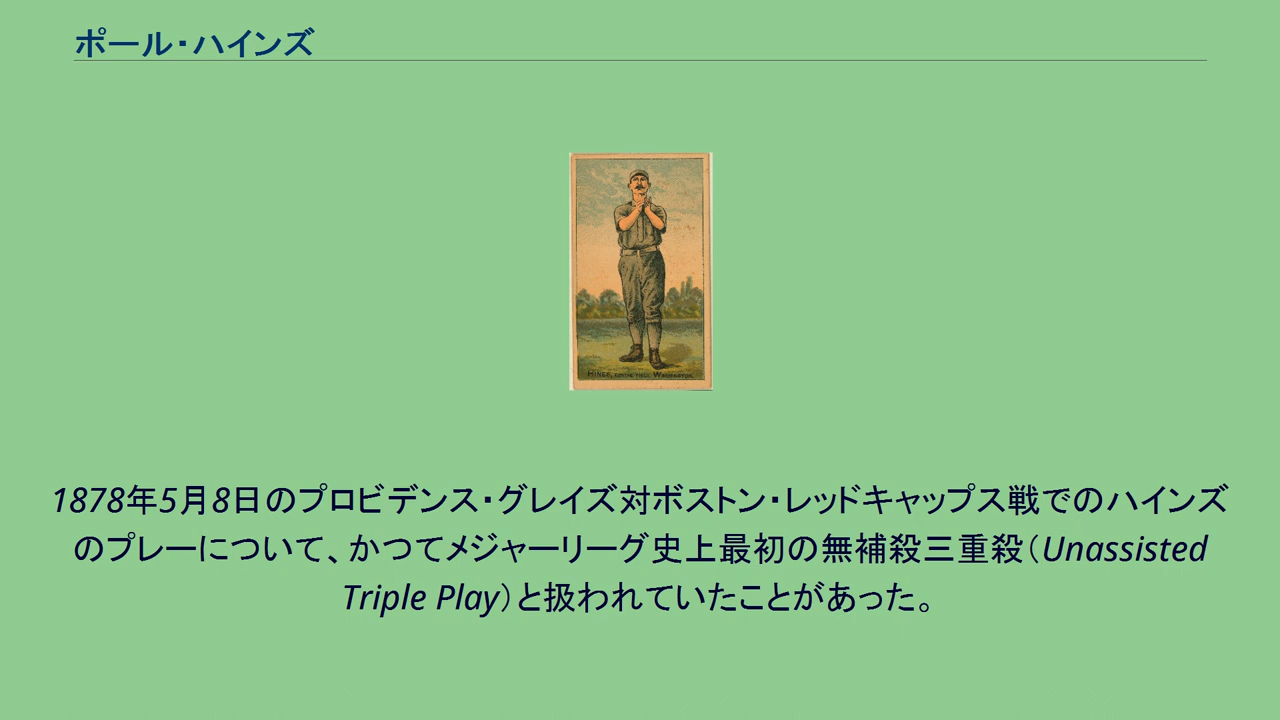 ポール・ハインズ
HINES, CENTRE FIELD, WASHINGTON.
1878年5月8日のプロビデンス・グレイズ対ボストン・レッドキャップス戦でのハインズ
のプレーについて、かつてメジャーリーグ史上最初の無補殺三重殺（Unassisted
Triple Play）と扱われていたことがあった。